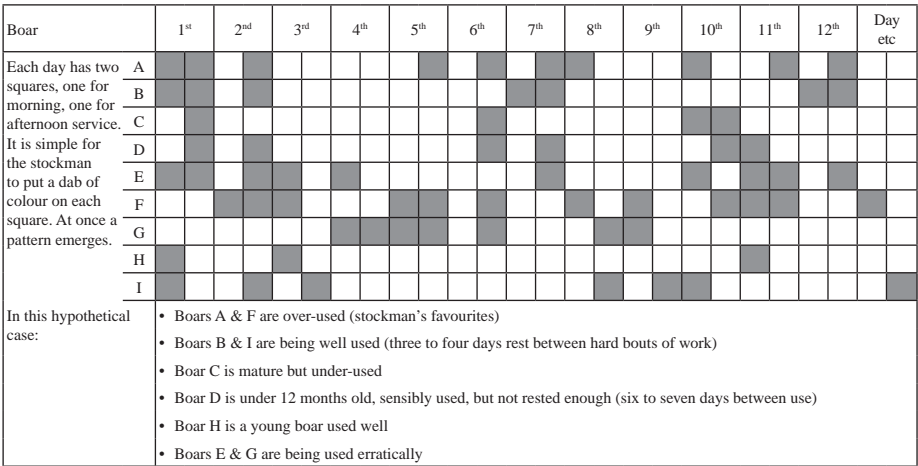 Boar 1st 2nd 3rd 4th 5th 6th 7th 8th 9th 10th 11th 12th Day
etc
Each day has two
squares, one for
morning, one for
afternoon service.
It is simple for
the stockman
to put a dab of
colour on each
square. At once a
pattern emerges.
A
B
C
D
E
F
G
H
I
In this hypothetical
case:
• Boars A & F are over-used (stockman’s favourites)
• Boars B & I are being well used (three to four days rest between hard bouts of work)
• Boar C is mature but under-used
• Boar D is under 12 months old, sensibly used, but not rested enough (six to seven days between use)
• Boar H is a young boar used well
• Boars E & G are being used erratically